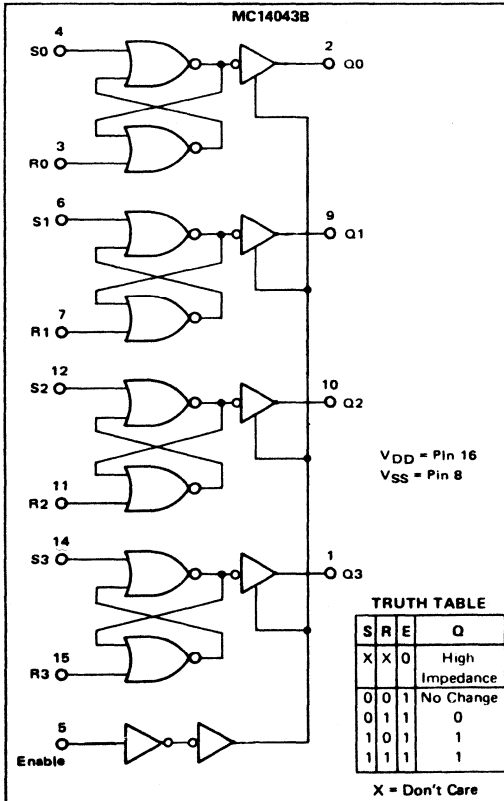 MC14043B
4
S0
2
Q0
3
R0
6
S1
9
Q1
7
R1
12
S2
10
Q2
11
R2
VDD = Pin 16
VSS = Pin 8
14
S3
1
Q3
15
R3
5
Enable
TRUTH TABLE
S R E Q
X X 0 High Impedance
0 0 1 No Change
0 1 1 0
1 0 1 1
1 1 1 1
X = Don't Care